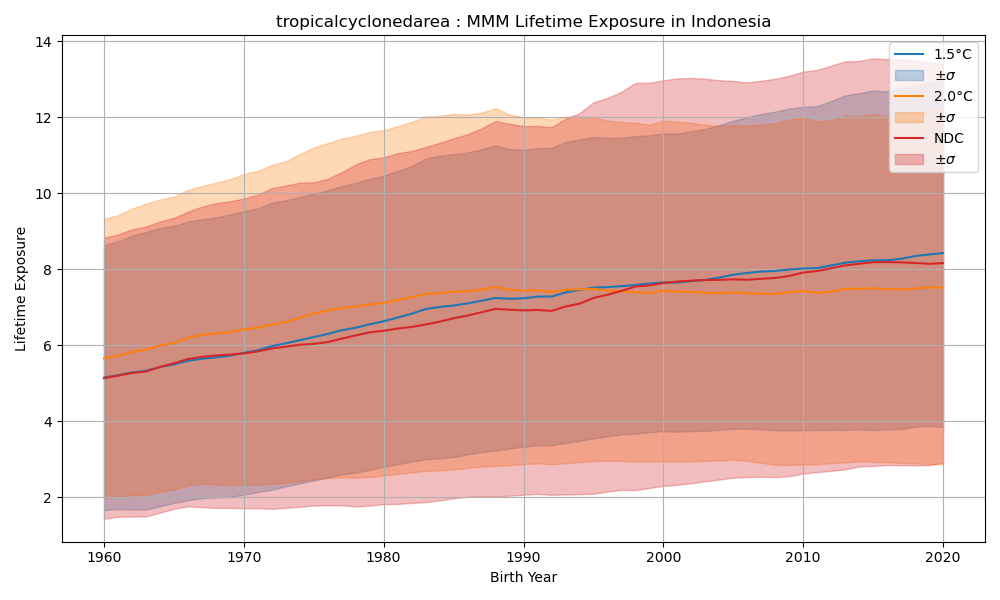 tropicalcyclonedarea : MMM Lifetime Exposure in Indonesia
14
12
10
8
6
4
2
Lifetime Exposure
1.5°C
±σ
2.0°C
±σ
NDC
±σ
1960
1970
1980
1990
2000
2010
2020
Birth Year